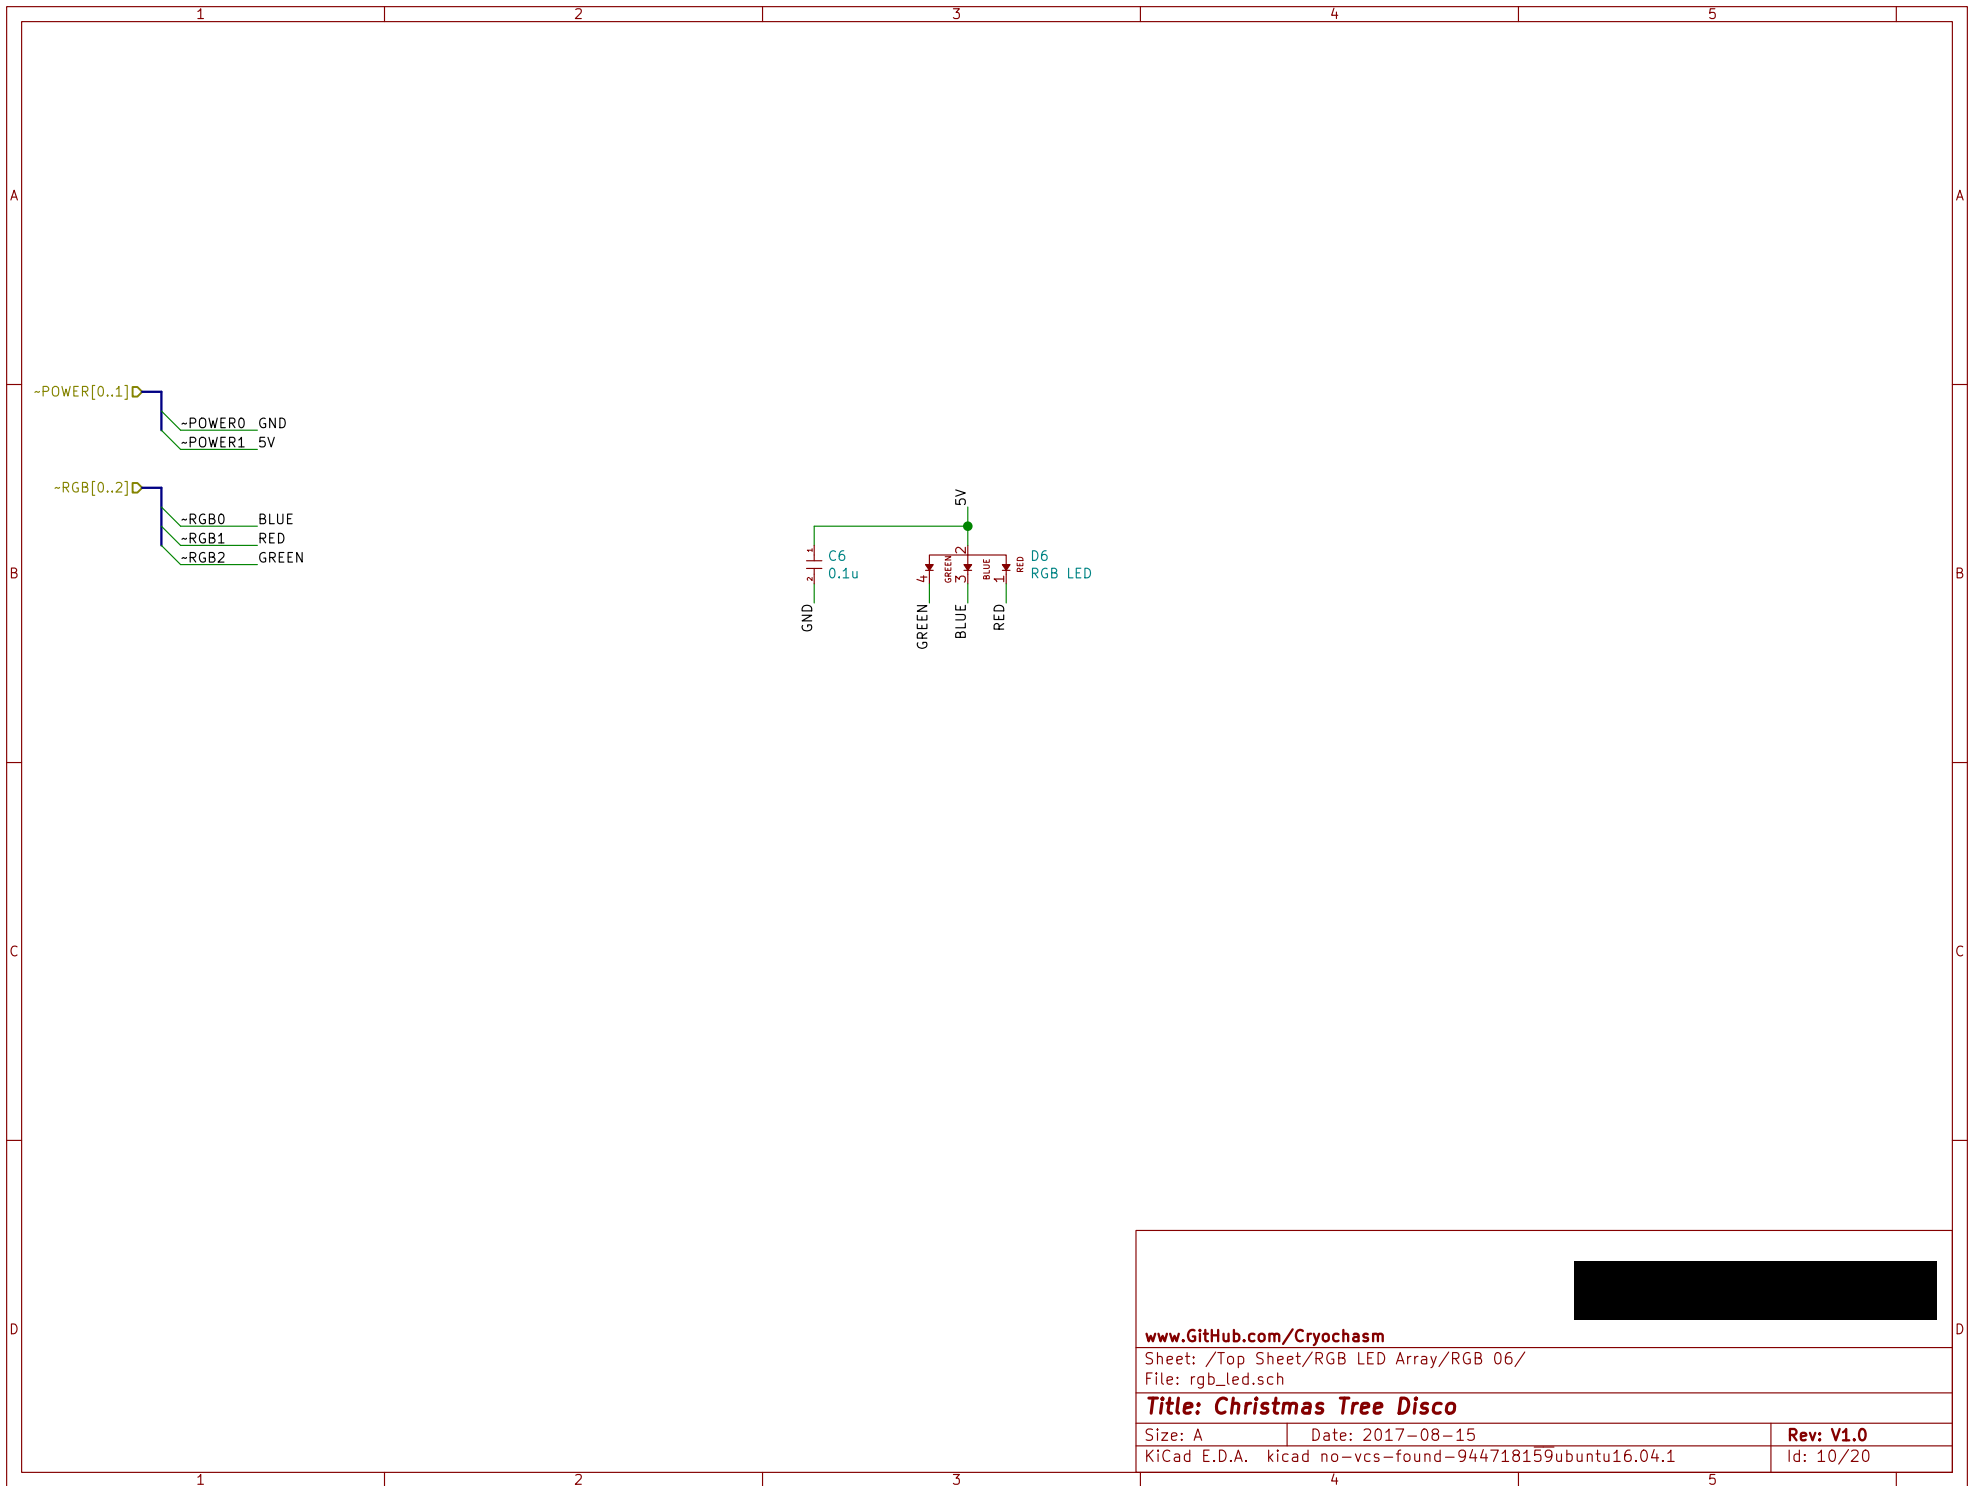 1 2 3 4 5
A A
~POWER[0..1]
~POWER0 GND
~POWER1 5V
~RGB[0..2]
~RGB0 BLUE
~RGB1 RED
~RGB2 GREEN
5V
1 C6
2 0.1u
GND
2 D6
RGB LED
4 GREEN 3 BLUE 1 RED
GREEN BLUE RED
B B
C C
D D
www.GitHub.com/Cryochasm
Sheet: /Top Sheet/RGB LED Array/RGB 06/
File: rgb_led.sch
Title: Christmas Tree Disco
Size: A Date: 2017-08-15 Rev: V1.0
KiCad E.D.A. kicad no-vcs-found-944718159ubuntu16.04.1 Id: 10/20
1 2 3 4 5